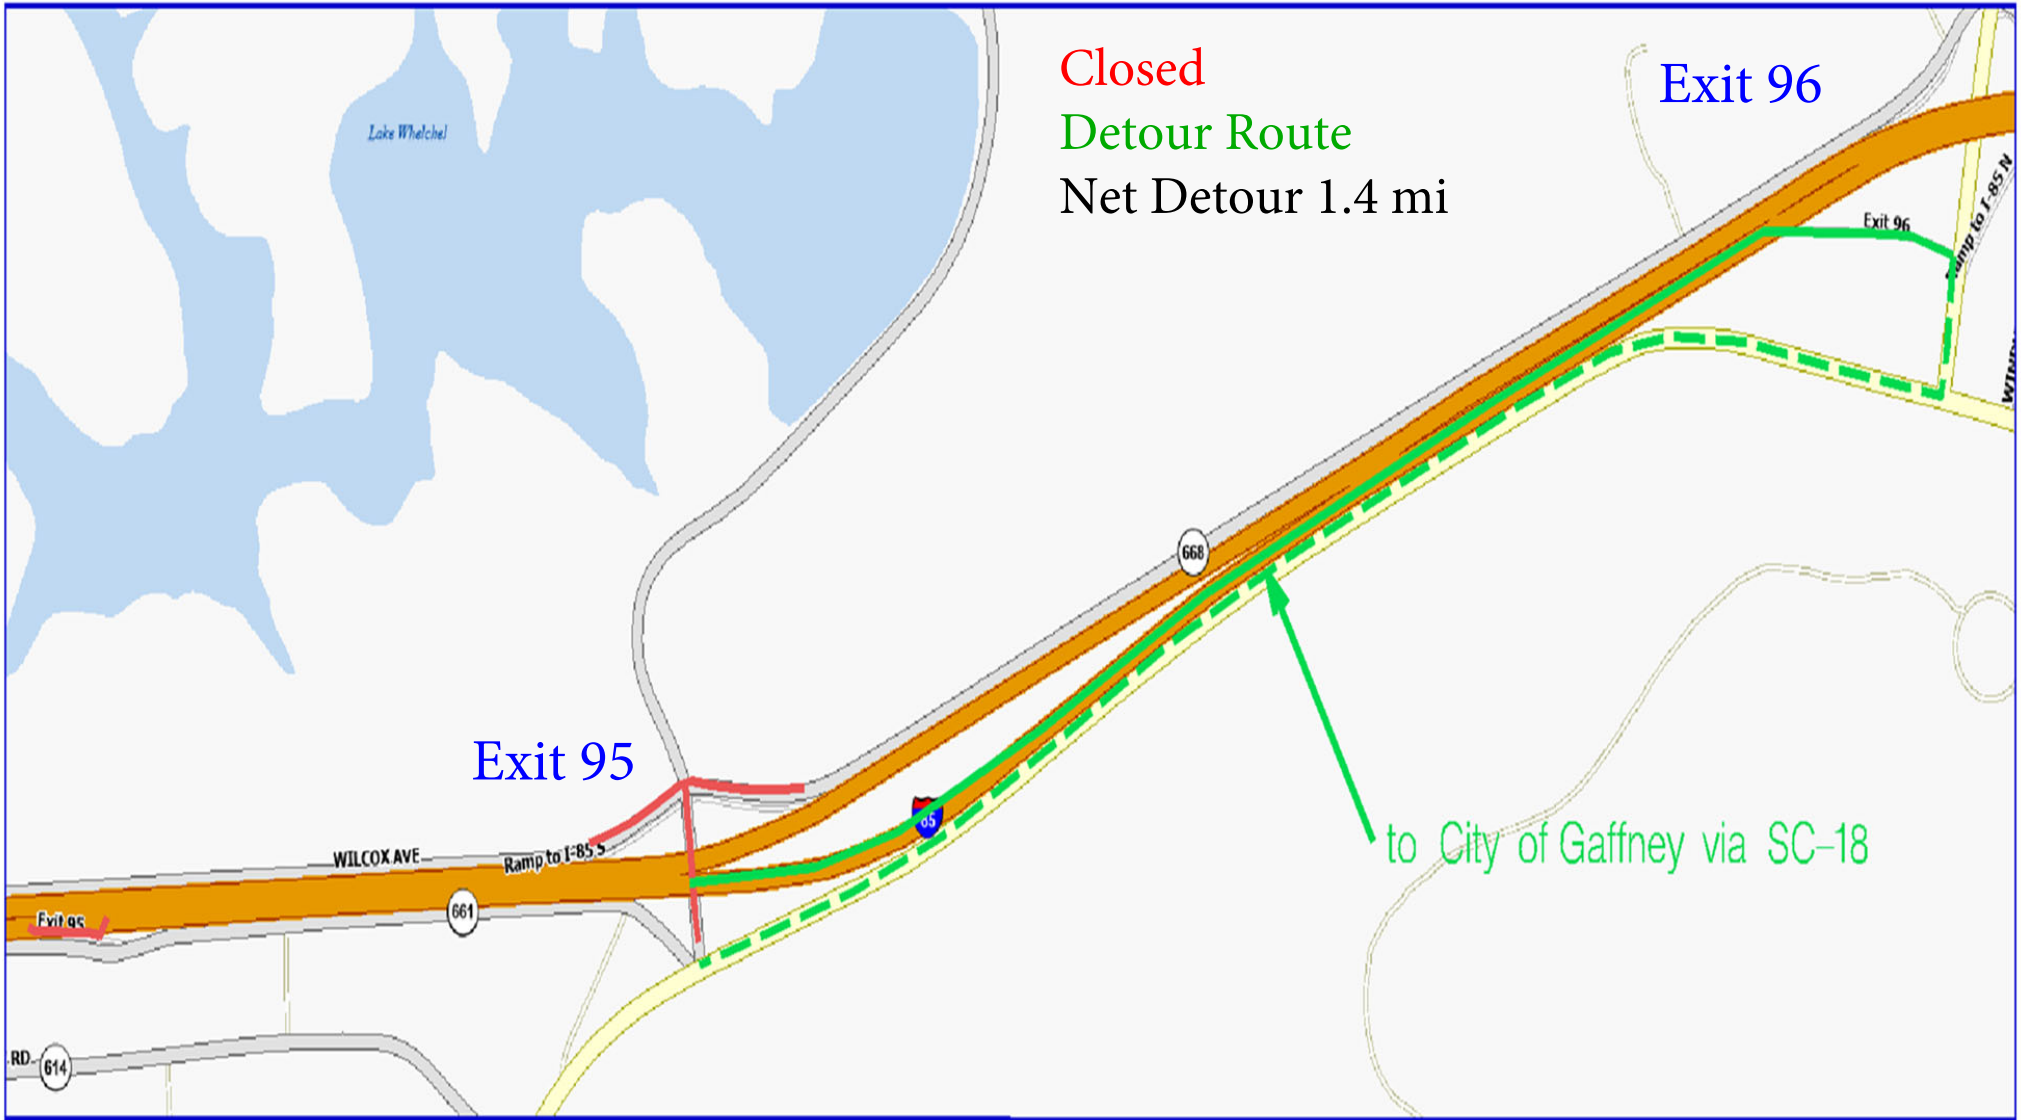 Closed
Detour Route
Net Detour 1.4 mi
Exit 96
Lake Whelchel
Exit 96
Ramp to I-85 N
668
Exit 95
65
to City of Gaffney via SC-18
WILCOX AVE
Ramp to I-85 S
661
Exit 95
RD
614